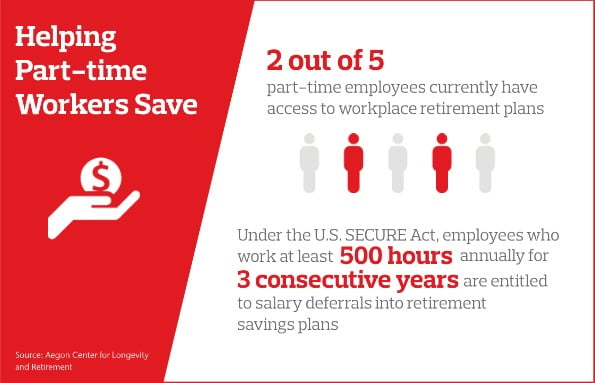 Helping
Part-time
Workers Save
$
2 out of 5
part-time employees currently have
access to workplace retirement plans
Under the U.S. SECURE Act, employees who
work at least 500 hours annually for
3 consecutive years are entitled
to salary deferrals into retirement
savings plans
Source: Aegon Center for Longevity
and Retirement